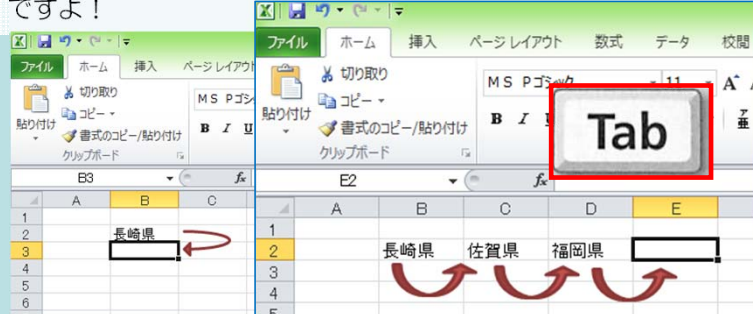 ですよ！
ファイル ホーム 挿入 ページ レイアウ
切り取り
コピー
書式のコピー/貼り付け
貼り付け
クリップボード
MS Pゴシ
B I U
B3 fx
A B C
1
2 長崎県
3
4
5
6
ファイル ホーム 挿入 ページ レイアウト 数式 データ 校閲
切り取り
コピー
書式のコピー/貼り付け
貼り付け
クリップボード
MS Pゴシック 11 A
B I
Tab
E2 fx
A B C D E
1
2 長崎県 佐賀県 福岡県
3
4